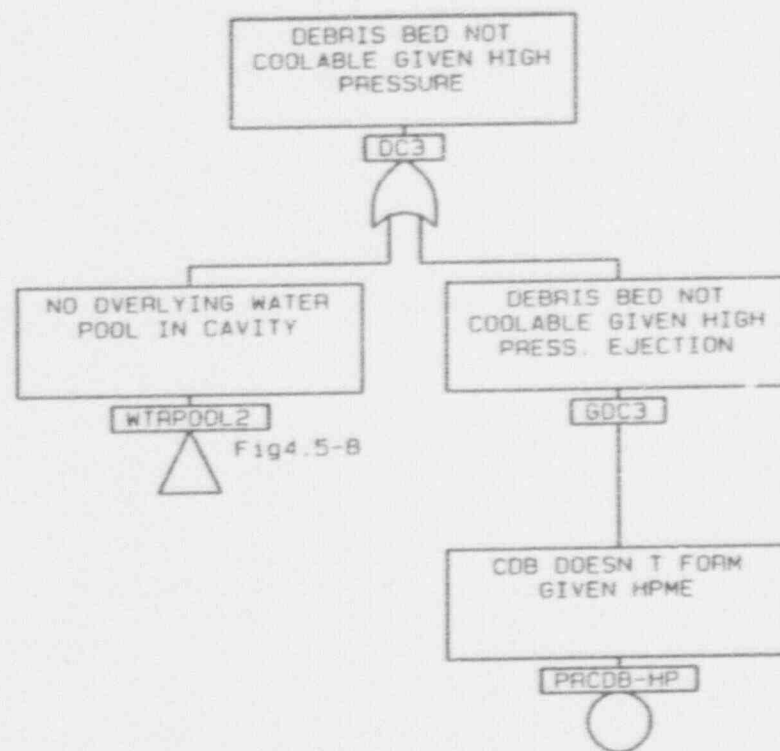 DEBRIS BED NOT
COOLABLE GIVEN HIGH
PRESSURE
DC3
NO OVERLYING WATER
POOL IN CAVITY
WTRPOOL2
Fig4.5-8
DEBRIS BED NOT
COOLABLE GIVEN HIGH
PRESS. EJECTION
GDC3
CDB DOESN T FORM
GIVEN HPME
PRCDB-HP